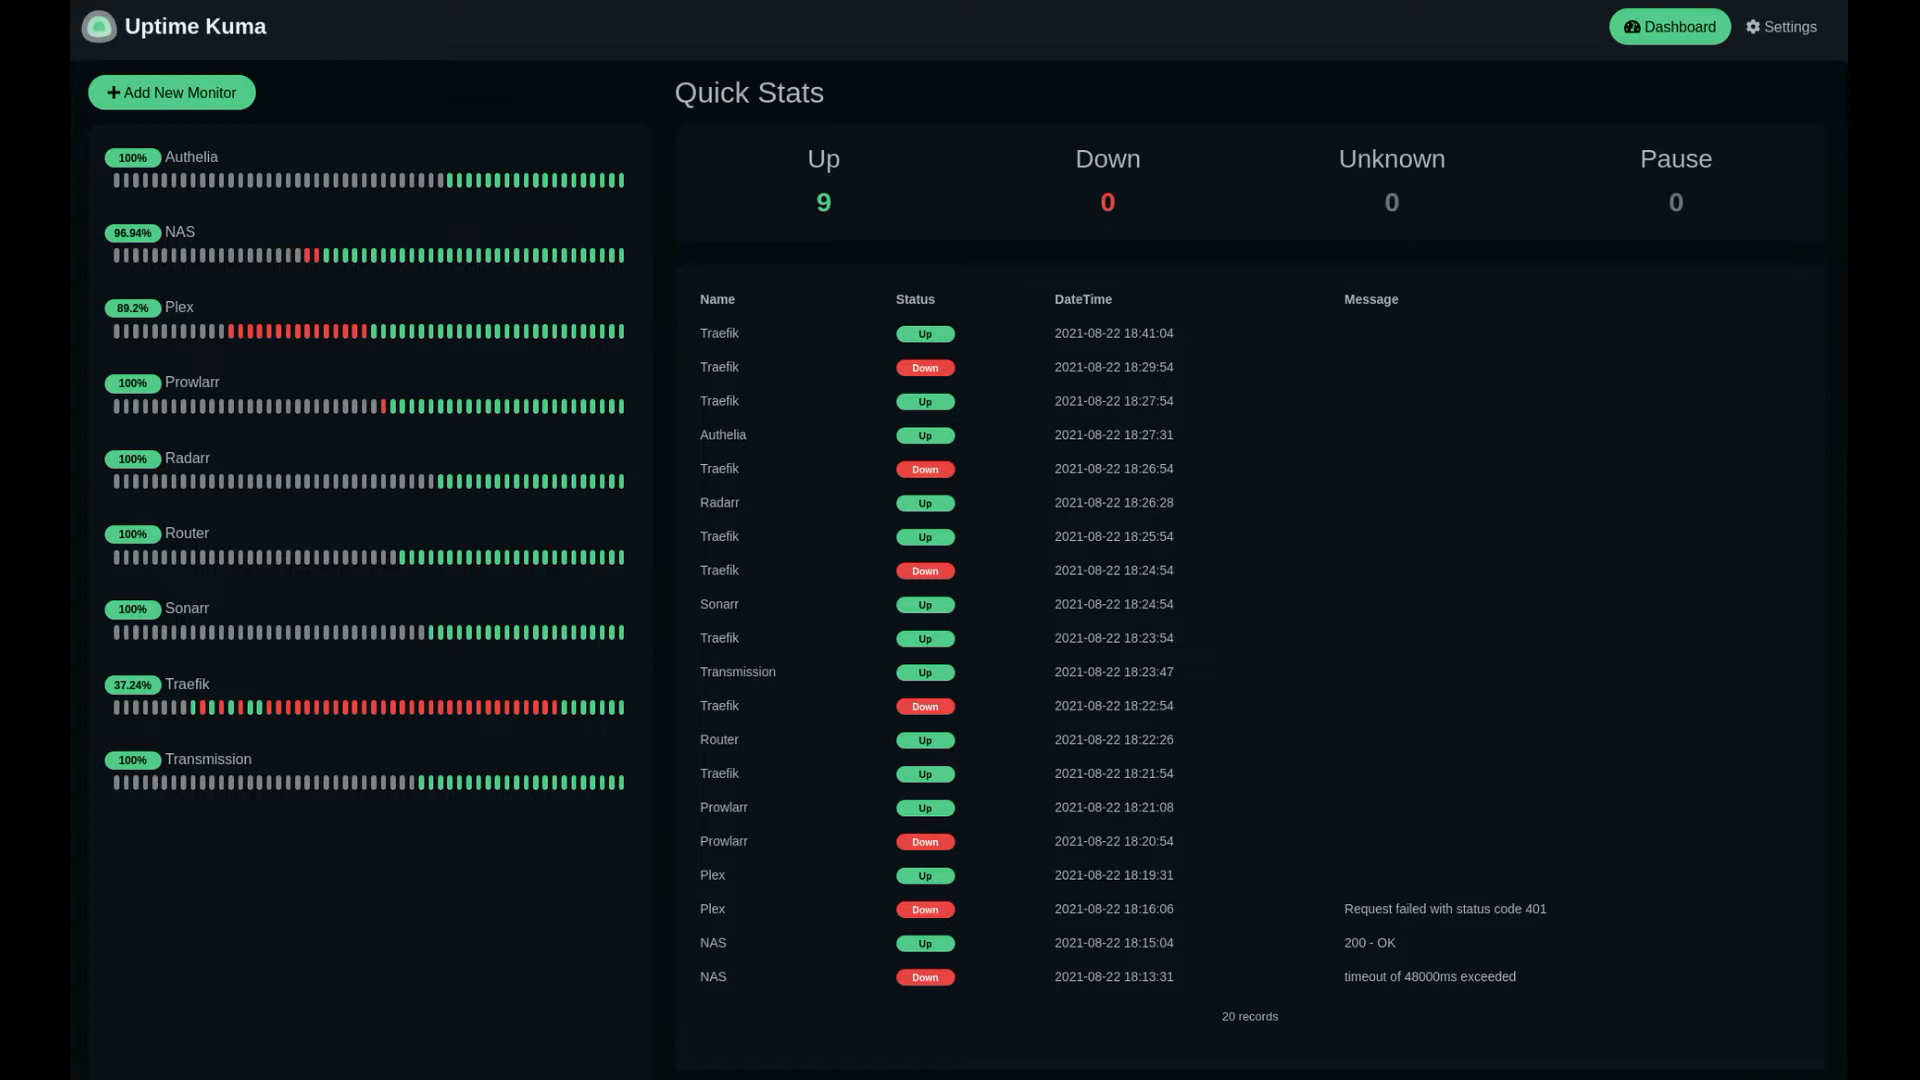 Uptime Kuma
Dashboard
Settings
Add New Monitor
100% Authelia
96.94% NAS
89.2% Plex
100% Prowlarr
100% Radarr
100% Router
100% Sonarr
37.24% Traefik
100% Transmission
Quick Stats
Up Down Unknown Pause
9 0 0 0
Name Status DateTime Message
Traefik Up 2021-08-22 18:41:04
Traefik Down 2021-08-22 18:29:54
Traefik Up 2021-08-22 18:27:54
Authelia Up 2021-08-22 18:27:31
Traefik Down 2021-08-22 18:26:54
Radarr Up 2021-08-22 18:26:28
Traefik Up 2021-08-22 18:25:54
Traefik Down 2021-08-22 18:24:54
Sonarr Up 2021-08-22 18:24:54
Traefik Up 2021-08-22 18:23:54
Transmission Up 2021-08-22 18:23:47
Traefik Down 2021-08-22 18:22:54
Router Up 2021-08-22 18:22:26
Traefik Up 2021-08-22 18:21:54
Prowlarr Up 2021-08-22 18:21:08
Prowlarr Down 2021-08-22 18:20:54
Plex Up 2021-08-22 18:19:31
Plex Down 2021-08-22 18:16:06 Request failed with status code 401
NAS Up 2021-08-22 18:15:04 200 - OK
NAS Down 2021-08-22 18:13:31 timeout of 48000ms exceeded
20 records